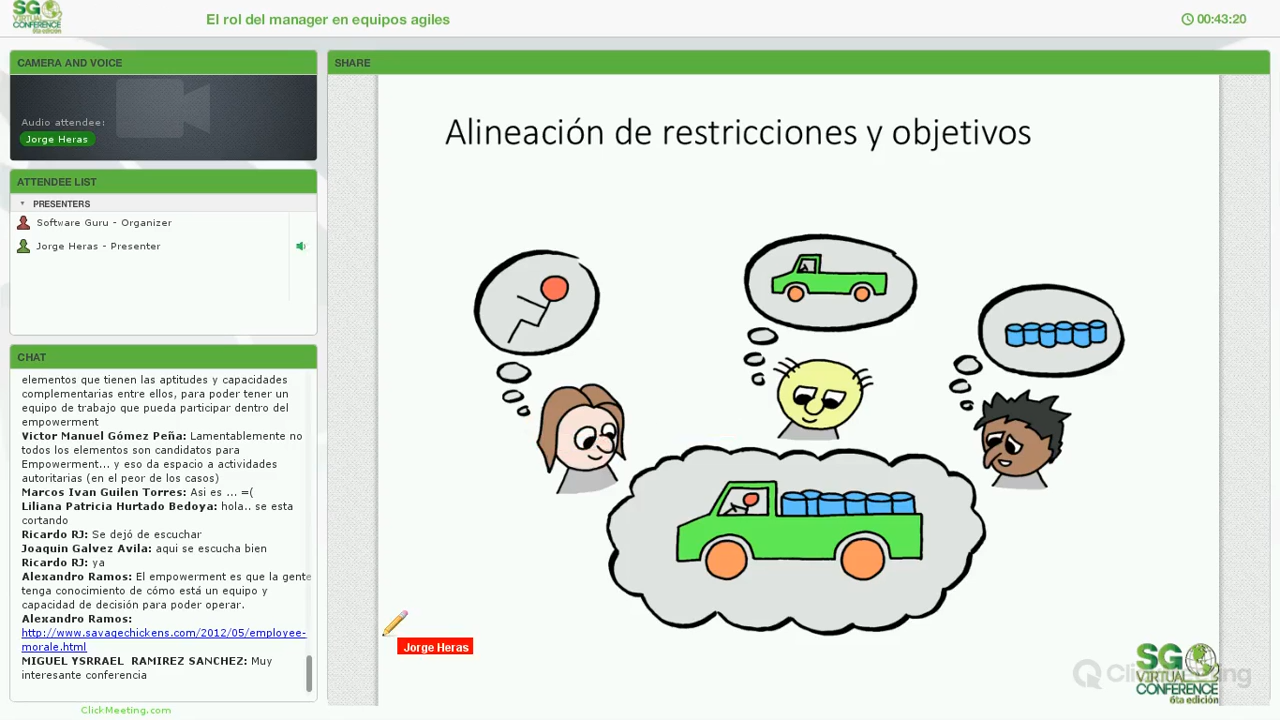 SG
VIRTUAL
CONFERENCE
6ta edición
El rol del manager en equipos agiles
00:43:20
CAMERA AND VOICE
Audio attendee:
Jorge Heras
ATTENDEE LIST
PRESENTERS
Software Guru - Organizer
Jorge Heras - Presenter
CHAT
elementos que tienen las aptitudes y capacidades
complementarias entre ellos, para poder tener un
equipo de trabajo que pueda participar dentro del
empowerment
Victor Manuel Gómez Peña: Lamentablemente no
todos los elementos son candidatos para
Empowerment... y eso da espacio a actividades
autoritarias (en el peor de los casos)
Marcos Ivan Guilen Torres: Asi es ... =(
Liliana Patricia Hurtado Bedoya: hola.. se esta
cortando
Ricardo RJ: Se dejó de escuchar
Joaquin Galvez Avila: aqui se escucha bien
Ricardo RJ: ya
Alexandro Ramos: El empowerment es que la gente
tenga conocimiento de cómo está un equipo y
capacidad de decisión para poder operar.
Alexandro Ramos:
http://www.savagechickens.com/2012/05/employee-
morale.html
MIGUEL YSRRAEL RAMIREZ SANCHEZ: Muy
interesante conferencia
ClickMeeting.com
SHARE
Alineación de restricciones y objetivos
Jorge Heras
SG
VIRTUAL
CONFERENCE
6ta edición